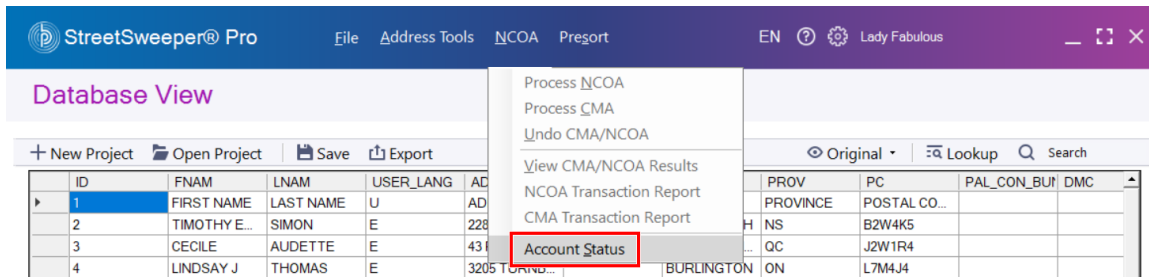 StreetSweeper® Pro File Address Tools NCOA Presort EN Lady Fabulous
Database View
Process NCOA
Process CMA
Undo CMA/NCOA
View CMA/NCOA Results
NCOA Transaction Report
CMA Transaction Report
Account Status
New Project Open Project Save Export Original Lookup Search
ID FNAM LNAM USER_LANG AD PROV PC PAL_CON_BUN DMC
1 FIRST NAME LAST NAME U AD PROVINCE POSTAL CO...
2 TIMOTHY E... SIMON E 228 H NS B2W4K5
3 CECILE AUDETTE E 43 ... QC J2W1R4
4 LINDSAY J THOMAS E 3205 TURNB... BURLINGTON ON L7M4J4